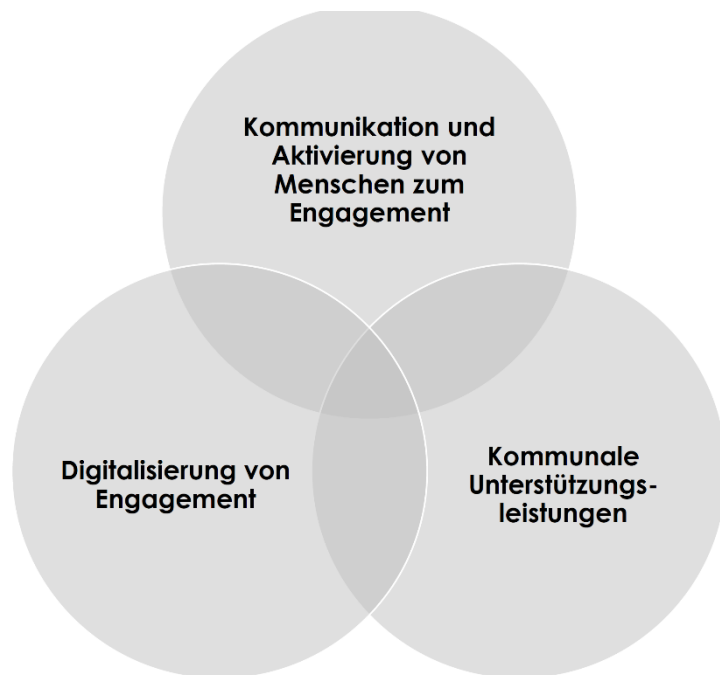 Kommunikation und
Aktivierung von
Menschen zum
Engagement
Digitalisierung von
Engagement
Kommunale
Unterstützungs-
leistungen